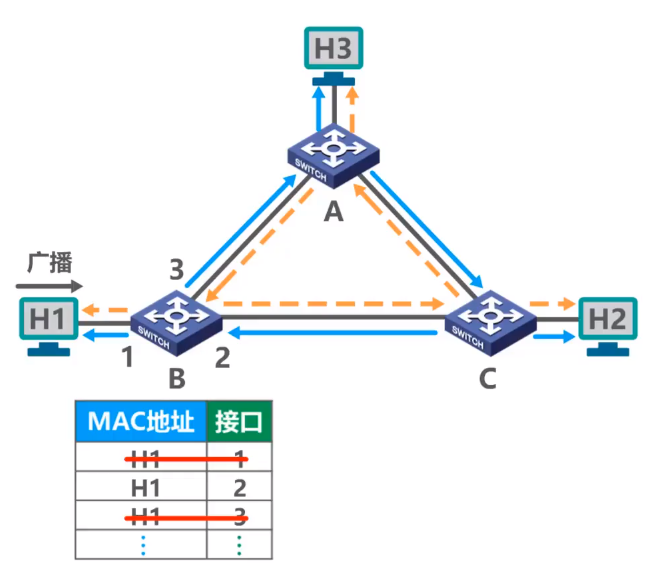 H3
SWITCH
A
广播
3
H1
SWITCH
SWITCH
H2
1
B
2
C
MAC地址 接口
H1 1
H1 2
H1 3
⋮ ⋮